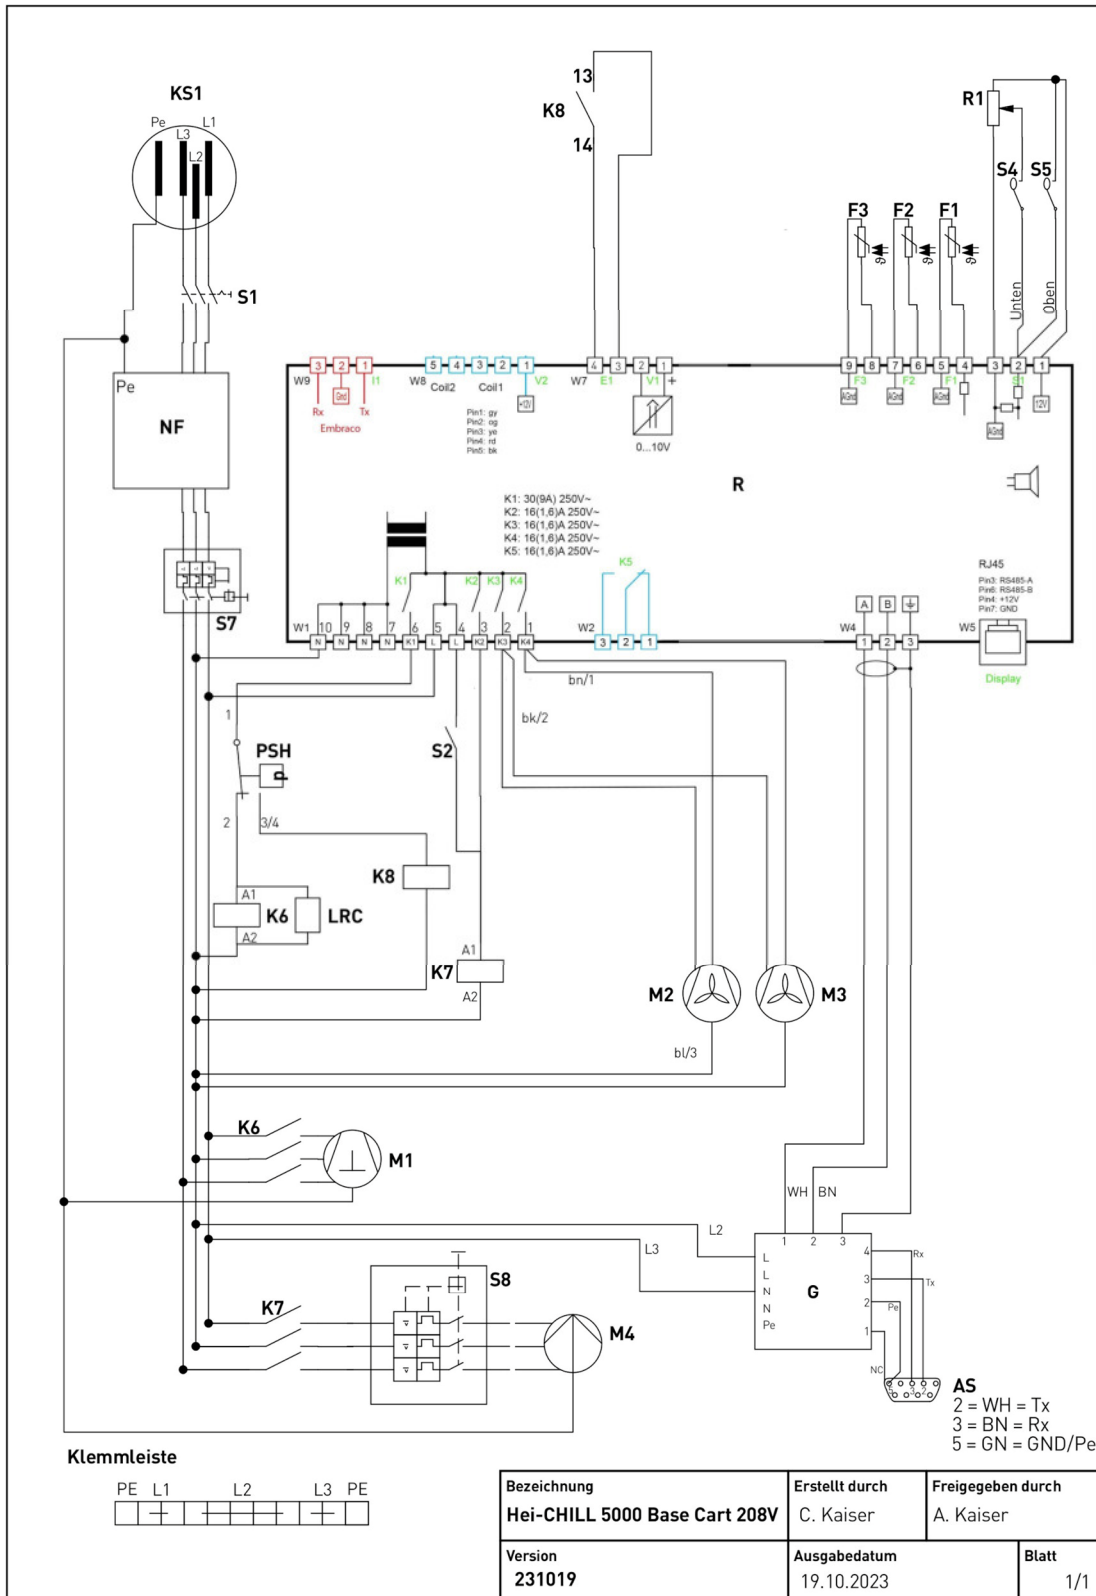 KS1
Pe
L3
L2
L1
S1
Pe
NF
S7
13
K8
14
R1
S4
S5
F3
F2
F1
ϑ
ϑ
ϑ
Unten
Oben
3 2 1
W9
I1
Gnd
Rx
Tx
Embraco
5 4 3 2 1
W8
Coil2
Coil1
V2
+12V
Pin1: gy
Pin2: og
Pin3: ye
Pin4: rd
Pin5: bk
4 3 2 1
W7
E1
V1
+
0...10V
9 8 7 6 5 4 3 2 1
F3
F2
F1
S1
AGnd
AGnd
AGnd
AGnd
12V
R
K1: 30(9A) 250V~
K2: 16(1,6)A 250V~
K3: 16(1,6)A 250V~
K4: 16(1,6)A 250V~
K5: 16(1,6)A 250V~
K1
K2
K3
K4
K5
RJ45
Pin3: RS485-A
Pin6: RS485-B
Pin4: +12V
Pin7: GND
W1
10 9 8 7 6 5 4 3 2 1
N N N N K1 L L K2 K3 K4
W2
3 2 1
A B
W4
1 2 3
W5
Display
bn/1
bk/2
1
PSH
p
2
3/4
S2
K8
A1
K6
LRC
A2
A1
K7
A2
M2
M3
bl/3
K6
M1
WH
BN
L2
L3
1 2 3
L
L
N
N
Pe
G
4
3
2
1
Rx
Tx
Pe
NC
5 3 2
S8
K7
M4
AS
2 = WH = Tx
3 = BN = Rx
5 = GN = GND/Pe
Klemmleiste
PE L1 L2 L3 PE
Bezeichnung
Hei-CHILL 5000 Base Cart 208V
Erstellt durch
C. Kaiser
Freigegeben durch
A. Kaiser
Version
231019
Ausgabedatum
19.10.2023
Blatt
1/1